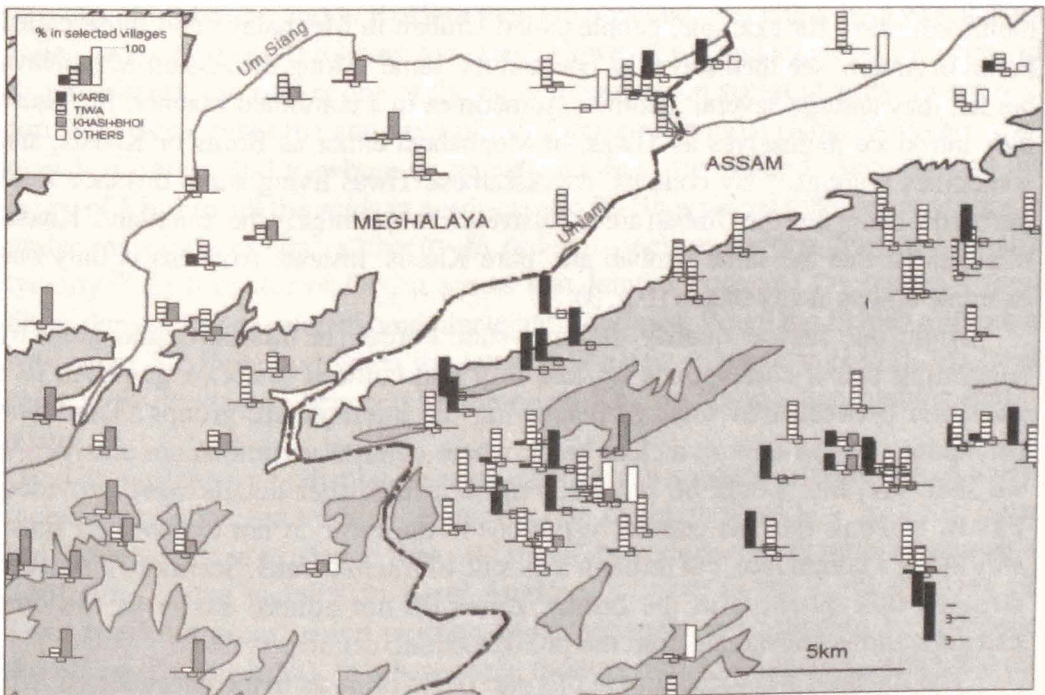 % in selected villages
100
KARBI
TIWA
KHASI-BHOI
OTHERS
Um Siang
ASSAM
MEGHALAYA
Umiam
5km